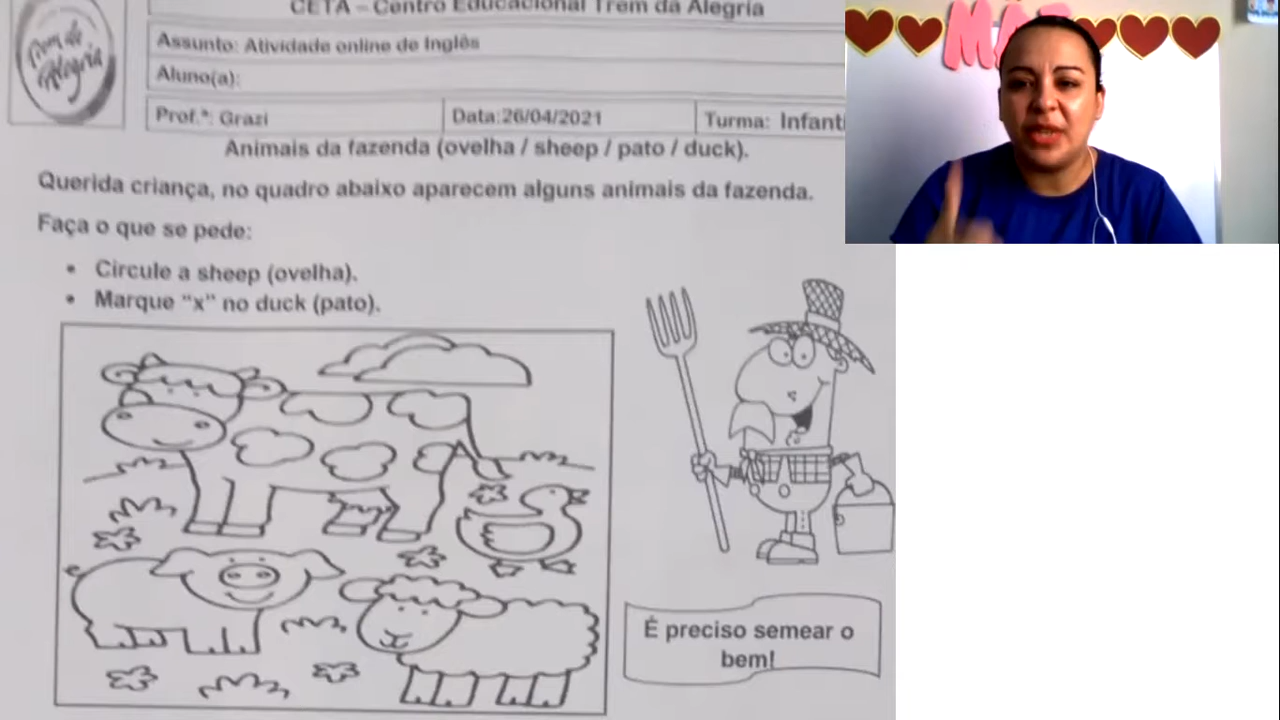 CETA – Centro Educacional Trem da Alegria
Trem da
Alegria
Assunto: Atividade online de Inglês
Aluno(a):
Prof.ª: Grazi
Data:26/04/2021
Turma: Infanti
Animais da fazenda (ovelha / sheep / pato / duck).
Querida criança, no quadro abaixo aparecem alguns animais da fazenda.
Faça o que se pede:
• Circule a sheep (ovelha).
• Marque “x” no duck (pato).
É preciso semear o
bem!